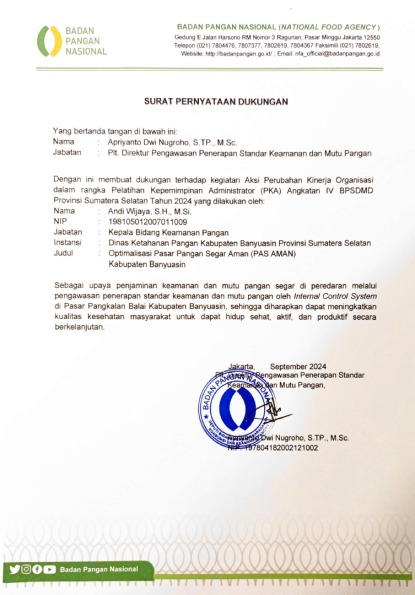 BADAN
PANGAN
NASIONAL
BADAN PANGAN NASIONAL (NATIONAL FOOD AGENCY)
Gedung E Jalan Harsono RM Nomor 3 Ragunan, Pasar Minggu Jakarta 12550
Telepon (021) 7804476, 7807377, 7802619, 7804367 Faksimili (021) 7802619;
Website: http://badanpangan.go.id/ ; Email: nfa_official@badanpangan.go.id
SURAT PERNYATAAN DUKUNGAN
Yang bertanda tangan di bawah ini:
Nama : Apriyanto Dwi Nugroho, S.TP., M.Sc.
Jabatan : Plt. Direktur Pengawasan Penerapan Standar Keamanan dan Mutu Pangan
Dengan ini membuat dukungan terhadap kegiatan Aksi Perubahan Kinerja Organisasi
dalam rangka Pelatihan Kepemimpinan Administrator (PKA) Angkatan IV BPSDMD
Provinsi Sumatera Selatan Tahun 2024 yang dilakukan oleh:
Nama : Andi Wijaya, S.H., M.Si.
NIP : 198105012007011009
Jabatan : Kepala Bidang Keamanan Pangan
Instansi : Dinas Ketahanan Pangan Kabupaten Banyuasin Provinsi Sumatera Selatan
Judul : Optimalisasi Pasar Pangan Segar Aman (PAS AMAN)
Kabupaten Banyuasin
Sebagai upaya penjaminan keamanan dan mutu pangan segar di peredaran melalui
pengawasan penerapan standar keamanan dan mutu pangan oleh Internal Control System
di Pasar Pangkalan Balai Kabupaten Banyuasin, sehingga diharapkan dapat meningkatkan
kualitas kesehatan masyarakat untuk dapat hidup sehat, aktif, dan produktif secara
berkelanjutan.
Jakarta, September 2024
Pengawasan Penerapan Standar
Keamanan dan Mutu Pangan,
BADAN PANGAN NASIONAL
Apriyanto Dwi Nugroho, S.TP., M.Sc.
NIP. 197804182002121002
Badan Pangan Nasional